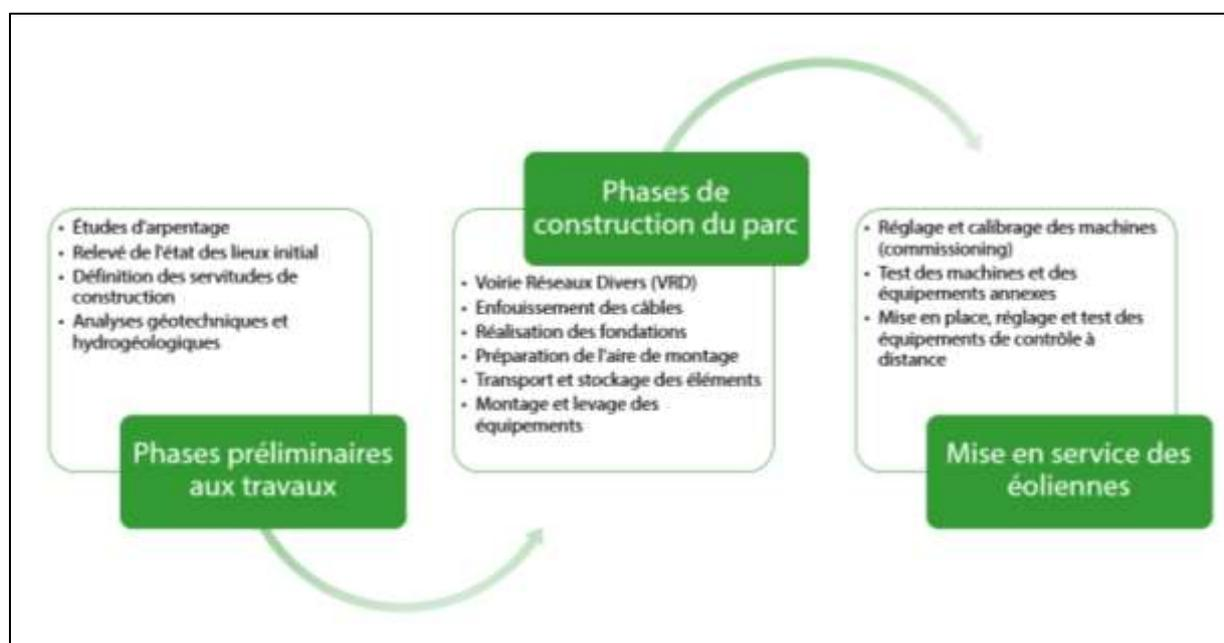 • Études d'arpentage
• Relevé de l'état des lieux initial
• Définition des servitudes de
construction
• Analyses géotechniques et
hydrogéologiques
Phases préliminaires
aux travaux
Phases de
construction du parc
• Voirie Réseaux Divers (VRD)
• Enfouissement des câbles
• Réalisation des fondations
• Préparation de l'aire de montage
• Transport et stockage des éléments
• Montage et levage des
équipements
• Réglage et calibrage des machines
(commissioning)
• Test des machines et des
équipements annexes
• Mise en place, réglage et test des
équipements de contrôle à
distance
Mise en service des
éoliennes